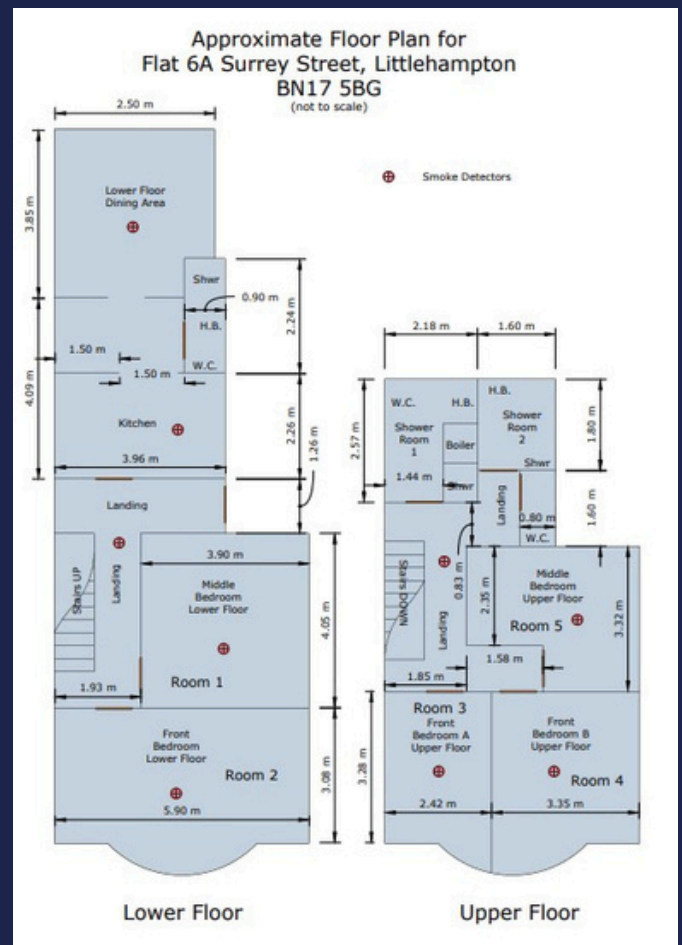 Approximate Floor Plan for
Flat 6A Surrey Street, Littlehampton
BN17 5BG
(not to scale)
Smoke Detectors
2.50 m
3.85 m
Lower Floor
Dining Area
Shwr
0.90 m
H.B.
2.24 m
W.C.
1.50 m
1.50 m
4.09 m
Kitchen
2.26 m
3.96 m
1.26 m
Landing
Stairs UP
Landing
3.90 m
Middle
Bedroom
Lower Floor
Room 1
4.05 m
1.93 m
Front
Bedroom
Lower Floor
Room 2
3.08 m
5.90 m
Lower Floor
2.18 m
1.60 m
W.C.
H.B.
H.B.
Shower
Room
1
Boiler
Shwr
Shower
Room
2
Shwr
2.57 m
1.80 m
1.44 m
Landing
0.80 m
W.C.
1.60 m
0.83 m
Stairs DOWN
Landing
2.35 m
Middle
Bedroom
Upper Floor
Room 5
3.32 m
1.58 m
1.85 m
Room 3
Front
Bedroom A
Upper Floor
Front
Bedroom B
Upper Floor
Room 4
3.28 m
2.42 m
3.35 m
Upper Floor